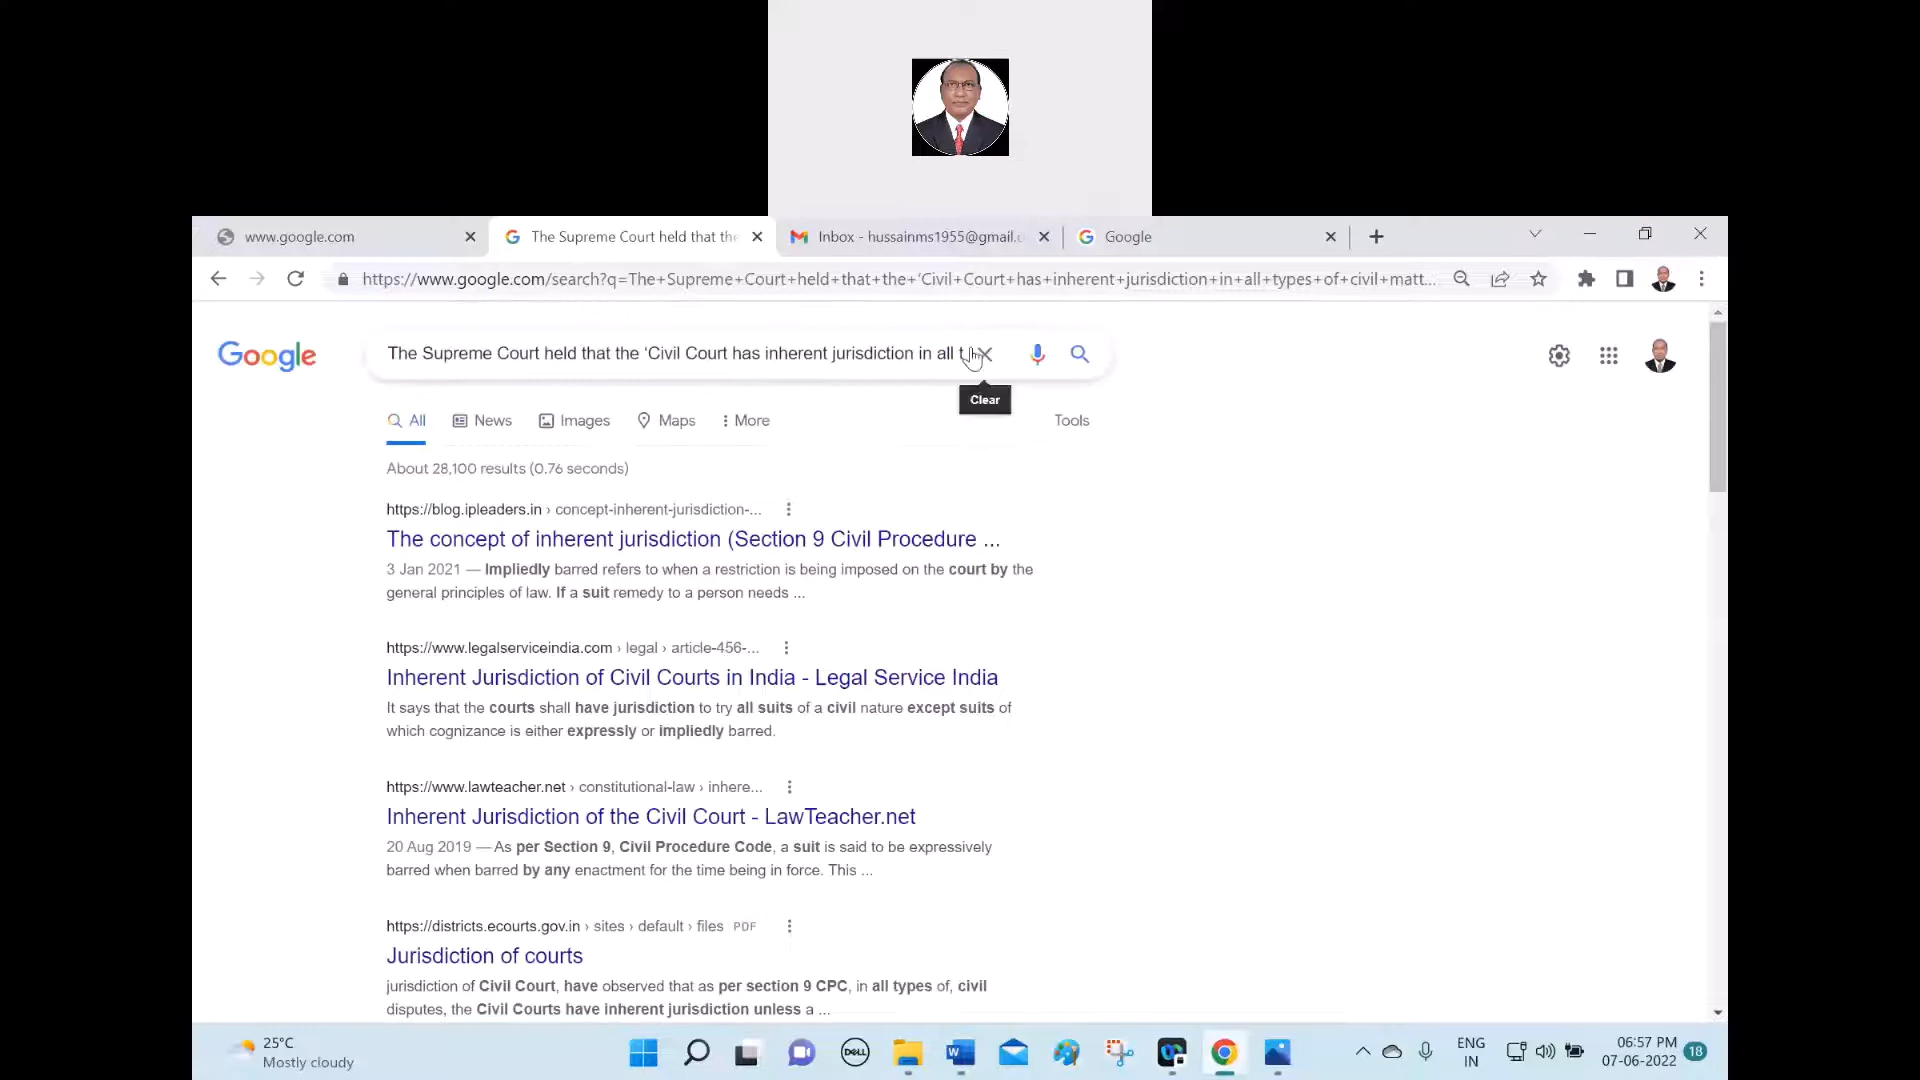 www.google.com
The Supreme Court held that the
Inbox - hussainms1955@gmail.
Google
https://www.google.com/search?q=The+Supreme+Court+held+that+the+'Civil+Court+has+inherent+jurisdiction+in+all+types+of+civil+matt...
Google
The Supreme Court held that the 'Civil Court has inherent jurisdiction in all t
Clear
All
News
Images
Maps
More
Tools
About 28,100 results (0.76 seconds)
https://blog.ipleaders.in › concept-inherent-jurisdiction-...
The concept of inherent jurisdiction (Section 9 Civil Procedure ...
3 Jan 2021 — Impliedly barred refers to when a restriction is being imposed on the court by the
general principles of law. If a suit remedy to a person needs ...
https://www.legalserviceindia.com › legal › article-456-...
Inherent Jurisdiction of Civil Courts in India - Legal Service India
It says that the courts shall have jurisdiction to try all suits of a civil nature except suits of
which cognizance is either expressly or impliedly barred.
https://www.lawteacher.net › constitutional-law › inhere...
Inherent Jurisdiction of the Civil Court - LawTeacher.net
20 Aug 2019 — As per Section 9, Civil Procedure Code, a suit is said to be expressively
barred when barred by any enactment for the time being in force. This ...
https://districts.ecourts.gov.in › sites › default › files PDF
Jurisdiction of courts
jurisdiction of Civil Court, have observed that as per section 9 CPC, in all types of, civil
disputes, the Civil Courts have inherent jurisdiction unless a ...
25°C
Mostly cloudy
DELL
ENG
IN
06:57 PM
07-06-2022
18